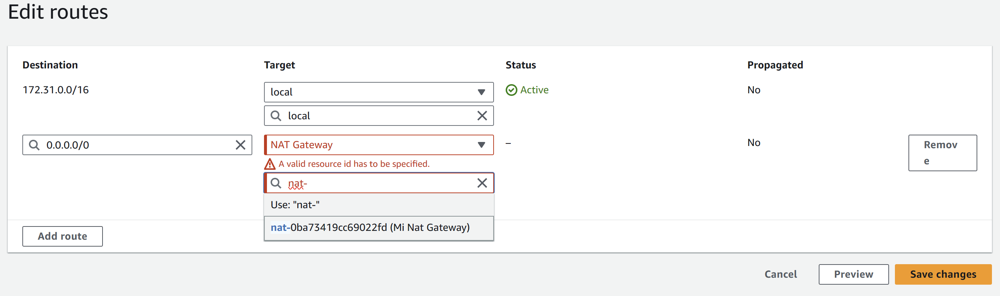 Edit routes
Destination Target Status Propagated
172.31.0.0/16 local Active No
local
0.0.0.0/0 NAT Gateway – No Remov
e
A valid resource id has to be specified.
nat-
Use: "nat-"
nat-0ba73419cc69022fd (Mi Nat Gateway)
Add route
Cancel Preview Save changes